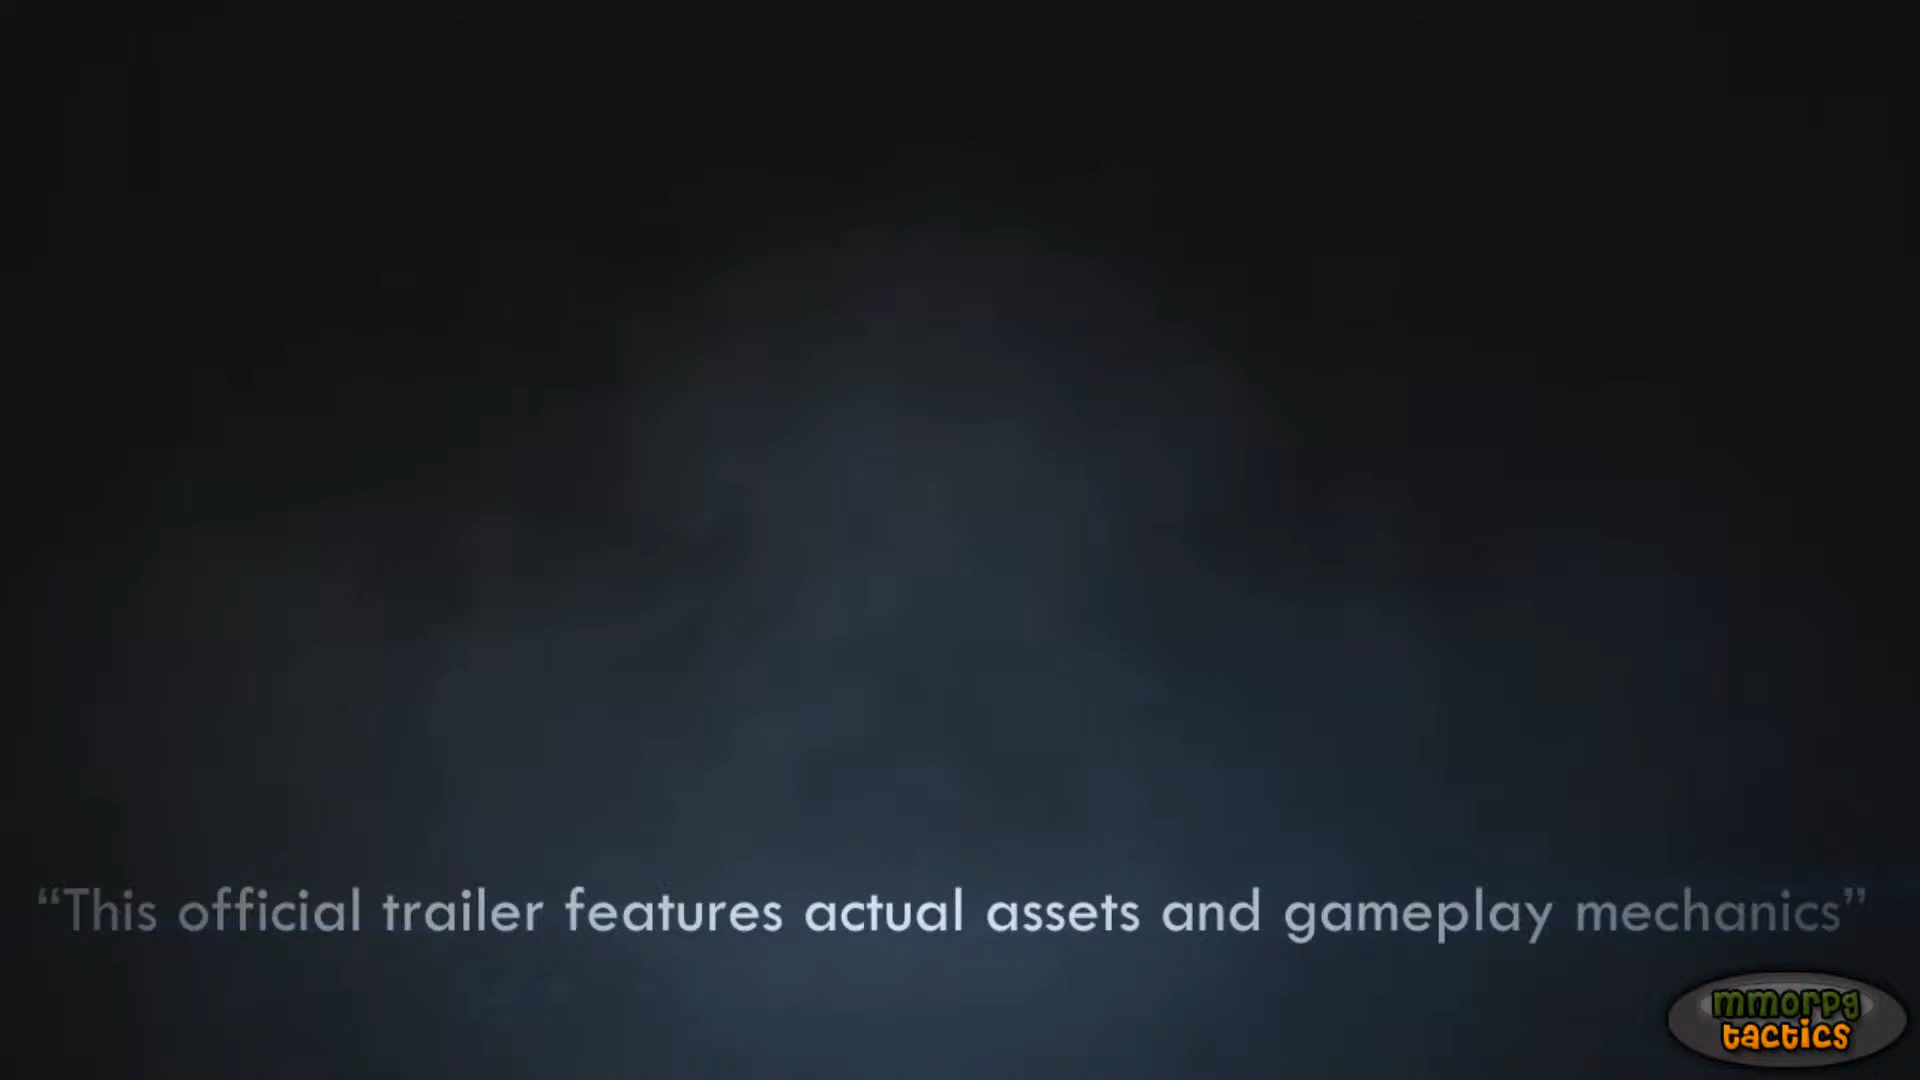 “This official trailer features actual assets and gameplay mechanics”
mmorpg
tactics